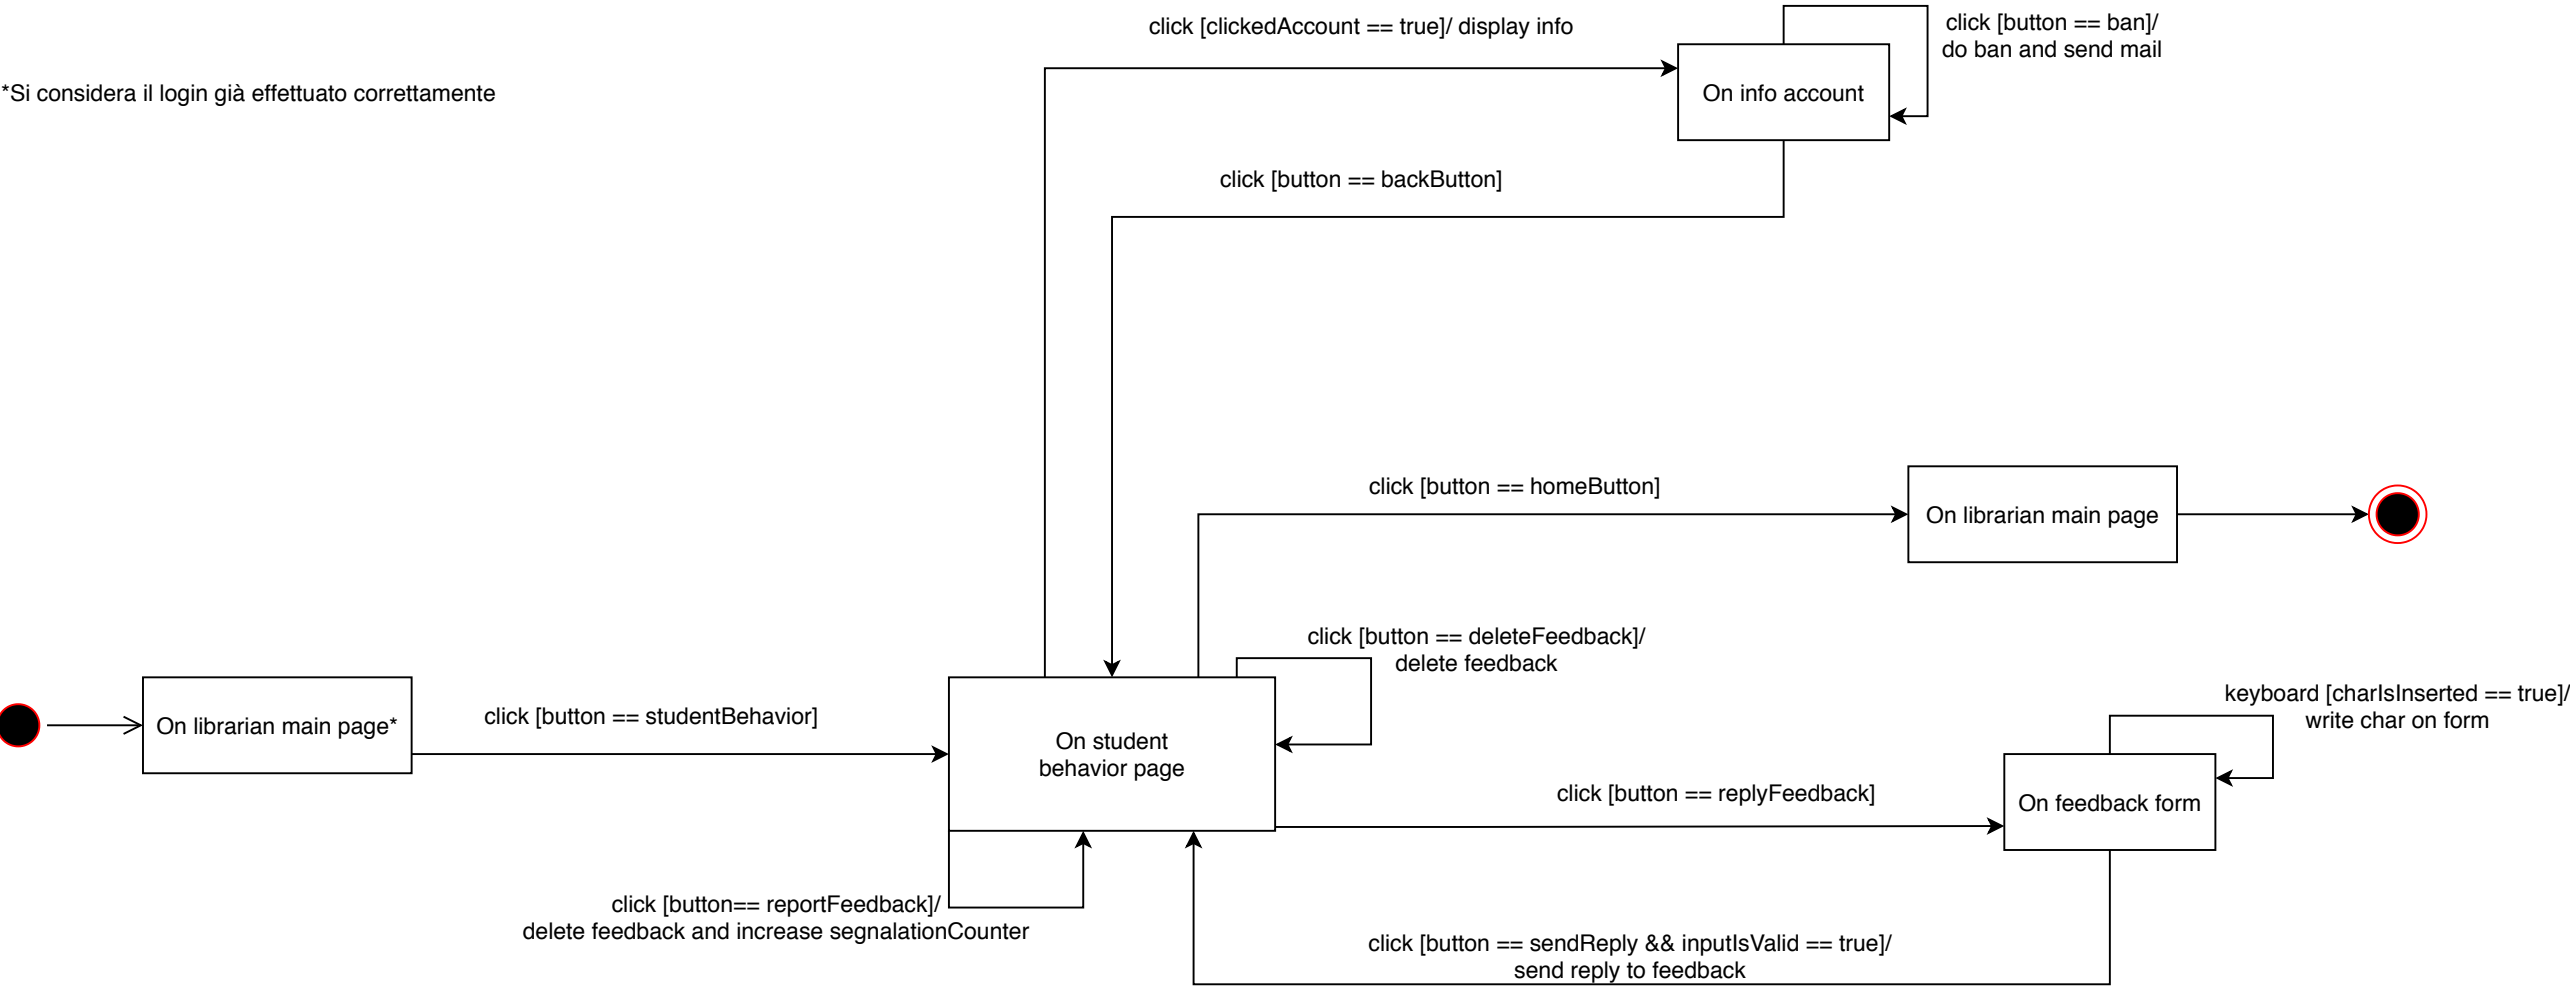 click [clickedAccount == true]/ display info
click [button == ban]/
do ban and send mail
*Si considera il login già effettuato correttamente
On info account
click [button == backButton]
click [button == homeButton]
On librarian main page
click [button == deleteFeedback]/
delete feedback
keyboard [charIsInserted == true]/
write char on form
On librarian main page*
click [button == studentBehavior]
On student
behavior page
click [button == replyFeedback]
On feedback form
click [button== reportFeedback]/
delete feedback and increase segnalationCounter
click [button == sendReply && inputIsValid == true]/
send reply to feedback